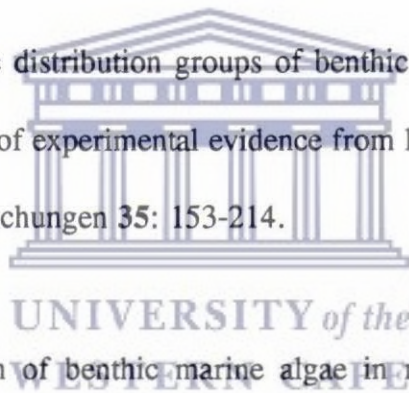 distribution groups of benthic
of experimental evidence from
chungen 35: 153-214.
UNIVERSITY of the
of benthic marine algae in
WESTERN CAPE